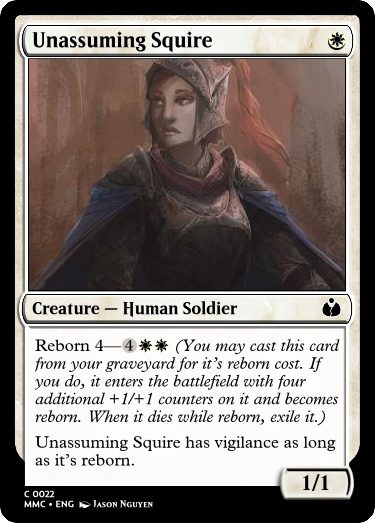 Unassuming Squire
Creature — Human Soldier
Reborn 4—4 (You may cast this card
from your graveyard for it's reborn cost. If
you do, it enters the battlefield with four
additional +1/+1 counters on it and becomes
reborn. When it dies while reborn, exile it.)
Unassuming Squire has vigilance as long
as it's reborn.
1/1
C 0022
MMC • ENG Jason Nguyen